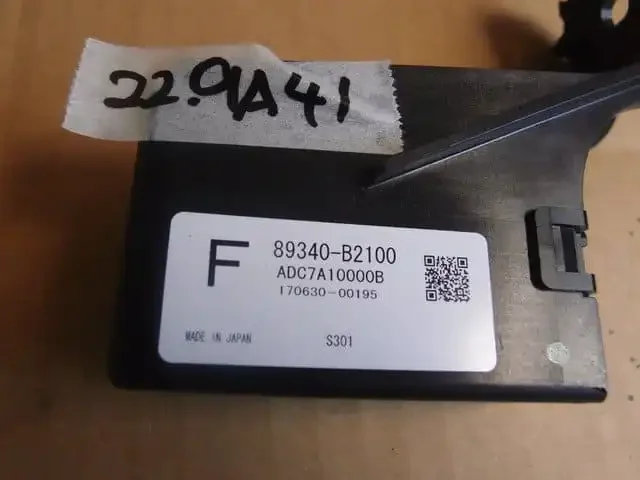 22.9A41
F
89340-B2100
ADC7A10000B
170630-00195
MADE IN JAPAN
S301